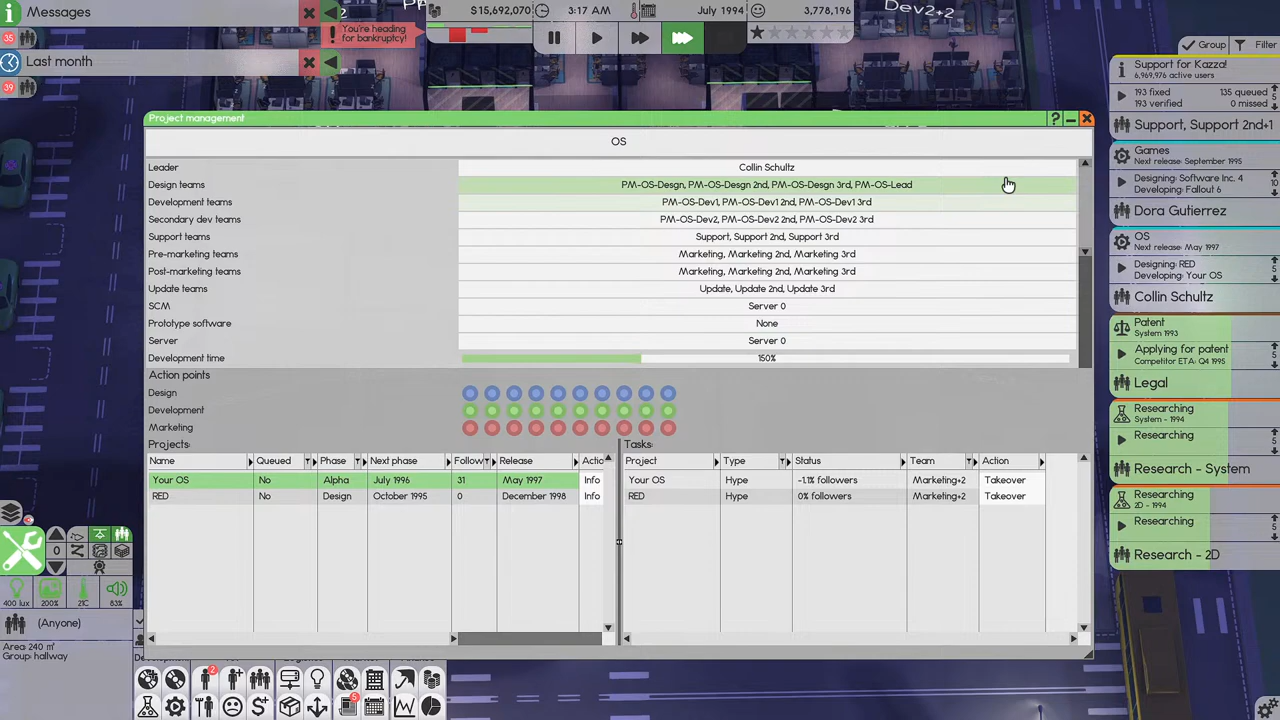 Messages
35
You're heading for bankruptcy!
Last month
39
$15,692,070
3:17 AM
July 1994
3,778,196
Dev2+2
Group
Filter
Support for Kazza!
6,969,976 active users
193 fixed 135 queued
193 verified 0 missed
5
Support, Support 2nd+1
Games
Next release: September 1995
Designing: Software Inc. 4
Developing: Fallout 6
10
Dora Gutierrez
OS
Next release: May 1997
Designing: RED
Developing: Your OS
5
Collin Schultz
Patent
System 1993
Applying for patent
Competitor ETA: Q4 1995
5
Legal
Researching
System - 1994
Researching
5
Research - System
Researching
2D - 1994
Researching
5
Research - 2D
Project management
?
OS
Leader Collin Schultz
Design teams PM-OS-Desgn, PM-OS-Desgn 2nd, PM-OS-Desgn 3rd, PM-OS-Lead
Development teams PM-OS-Dev1, PM-OS-Dev1 2nd, PM-OS-Dev1 3rd
Secondary dev teams PM-OS-Dev2, PM-OS-Dev2 2nd, PM-OS-Dev2 3rd
Support teams Support, Support 2nd, Support 3rd
Pre-marketing teams Marketing, Marketing 2nd, Marketing 3rd
Post-marketing teams Marketing, Marketing 2nd, Marketing 3rd
Update teams Update, Update 2nd, Update 3rd
SCM Server 0
Prototype software None
Server Server 0
Development time 150%
Action points
Design
Development
Marketing
Projects: Tasks:
Name Queued Phase Next phase Follow Release Actio Project Type Status Team Action
Your OS No Alpha July 1996 31 May 1997 Info Your OS Hype -1.1% followers Marketing+2 Takeover
RED No Design October 1995 0 December 1998 Info RED Hype 0% followers Marketing+2 Takeover
0
400 lux 200% 21C 83%
(Anyone)
Area: 240 m²
Group: hallway
2
5